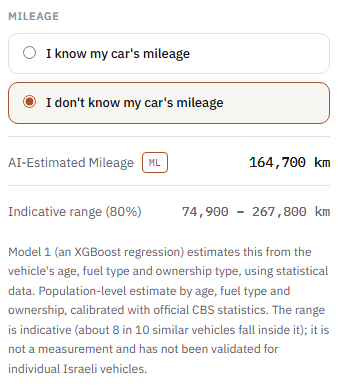 MILEAGE
I know my car's mileage
I don't know my car's mileage
AI-Estimated Mileage ML 164,700 km
Indicative range (80%) 74,900 – 267,800 km
Model 1 (an XGBoost regression) estimates this from the
vehicle's age, fuel type and ownership type, using statistical
data. Population-level estimate by age, fuel type and
ownership, calibrated with official CBS statistics. The range
is indicative (about 8 in 10 similar vehicles fall inside it); it is
not a measurement and has not been validated for
individual Israeli vehicles.